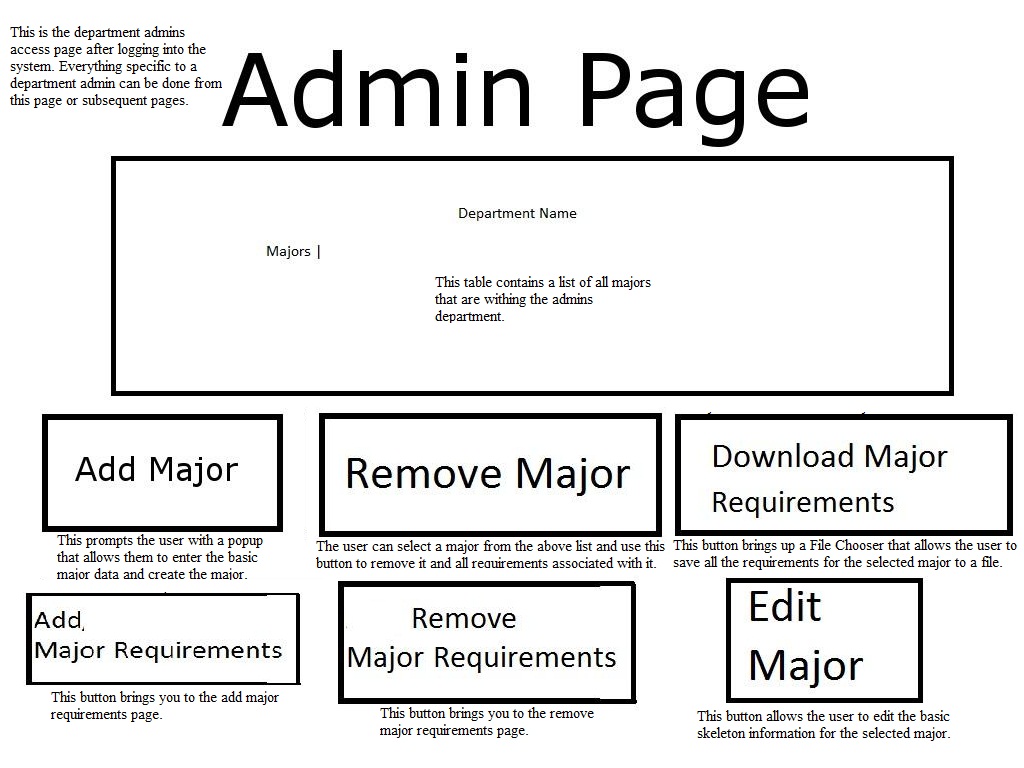 This is the department admins
access page after logging into the
system. Everything specific to a
department admin can be done from
this page or subsequent pages.
Admin Page
Department Name
Majors |
This table contains a list of all majors
that are withing the admins
department.
Add Major
Remove Major
Download Major
Requirements
This prompts the user with a popup
that allows them to enter the basic
major data and create the major.
The user can select a major from the above list and use this
button to remove it and all requirements associated with it.
This button brings up a File Chooser that allows the user to
save all the requirements for the selected major to a file.
Add,
Major Requirements
Remove
Major Requirements
Edit
Major
This button brings you to the add major
requirements page.
This button brings you to the remove
major requirements page.
This button allows the user to edit the basic
skeleton information for the selected major.